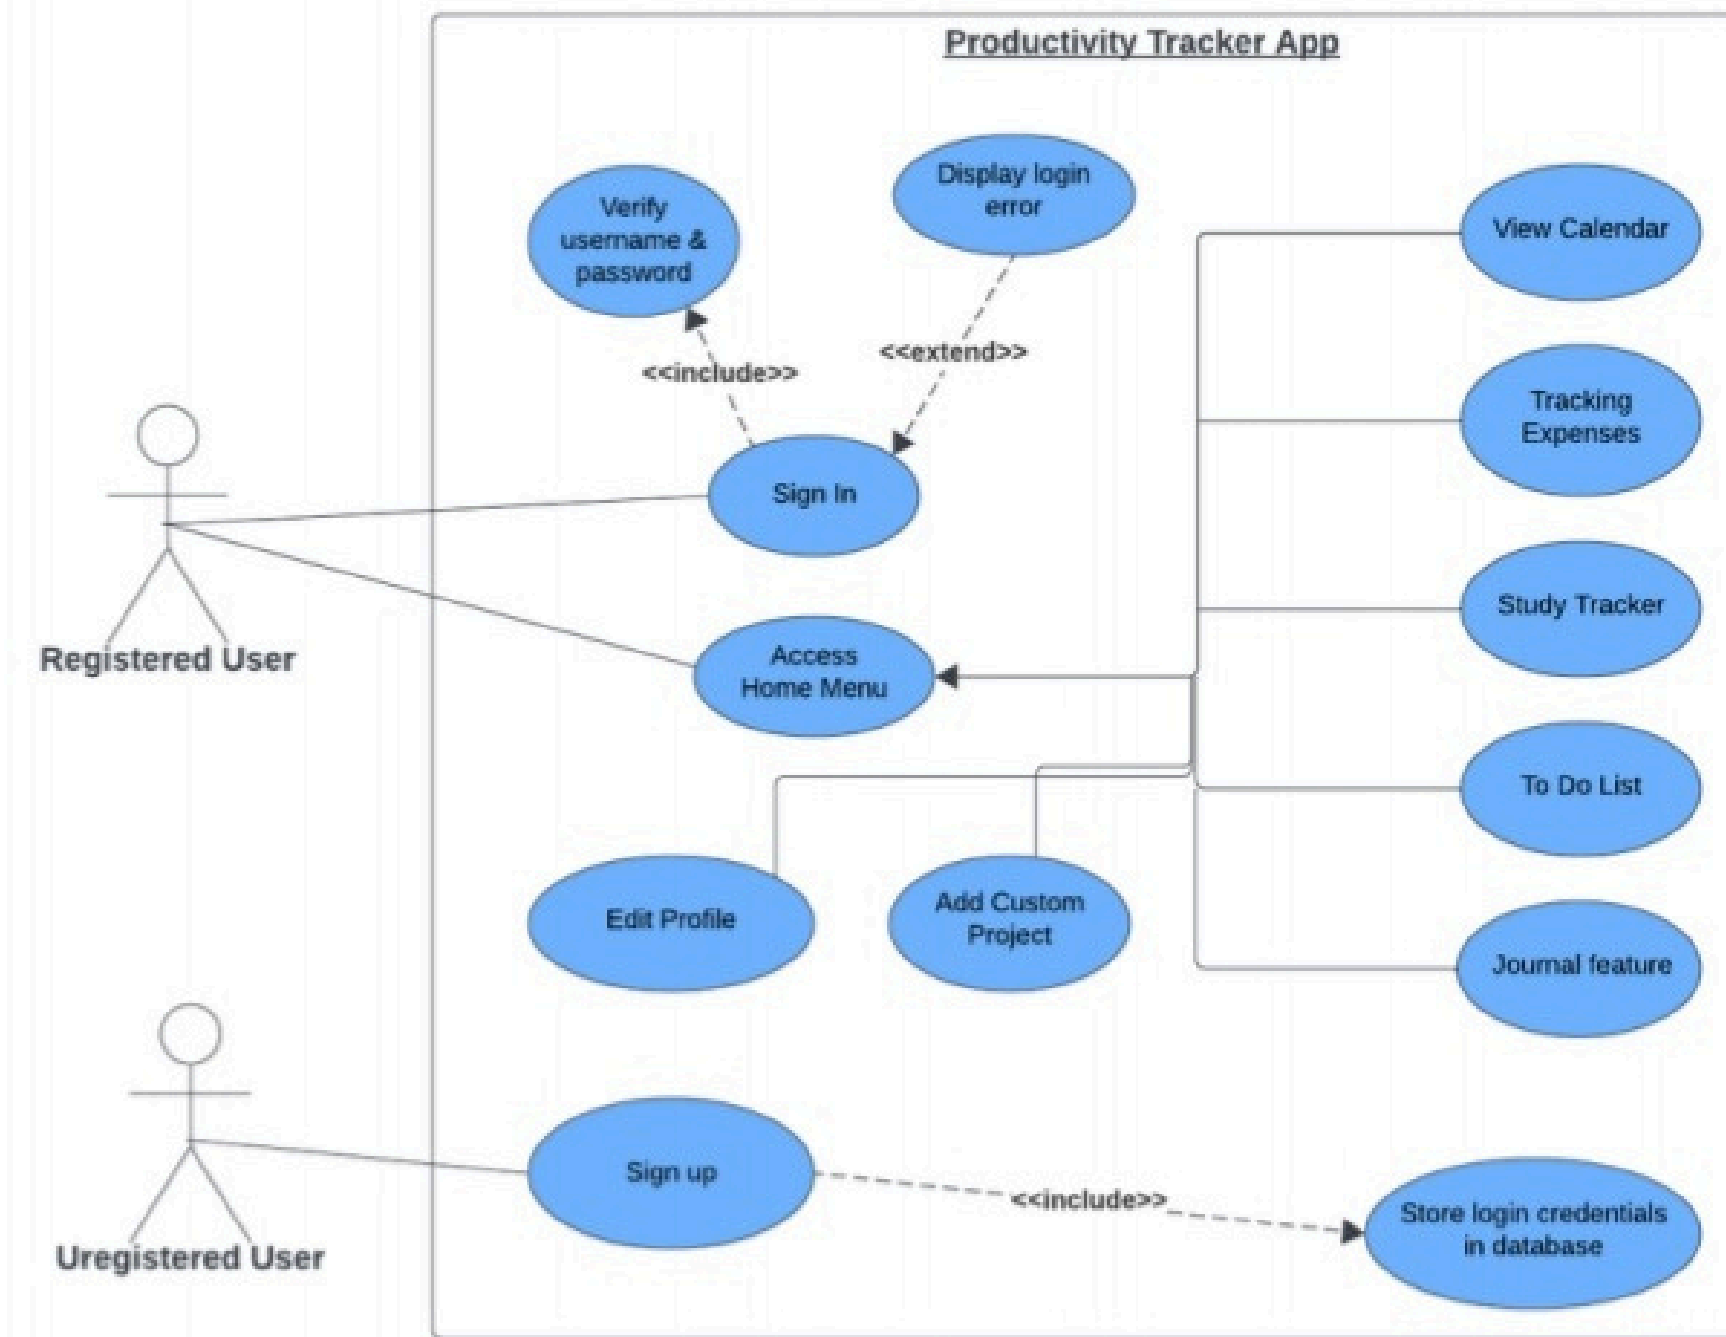 Productivity Tracker App
Verify
username &
password
Display login
error
View Calendar
<<include>>
<<extend>>
Tracking
Expenses
Sign In
Study Tracker
Registered User
Access
Home Menu
To Do List
Edit Profile
Add Custom
Project
Journal feature
Sign up
<<include>>
Store login credentials
in database
Uregistered User